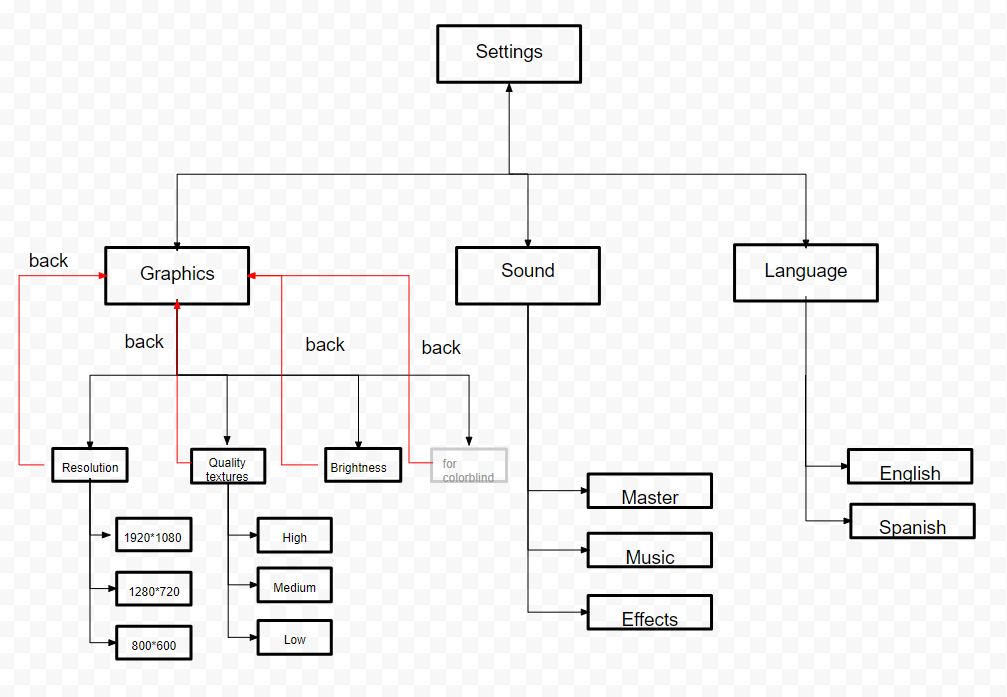 Settings
back
Graphics
Sound
Language
back
back
back
Resolution
Quality
textures
Brightness
for
colorblind
English
Master
Spanish
1920*1080
High
Music
1280*720
Medium
Effects
800*600
Low